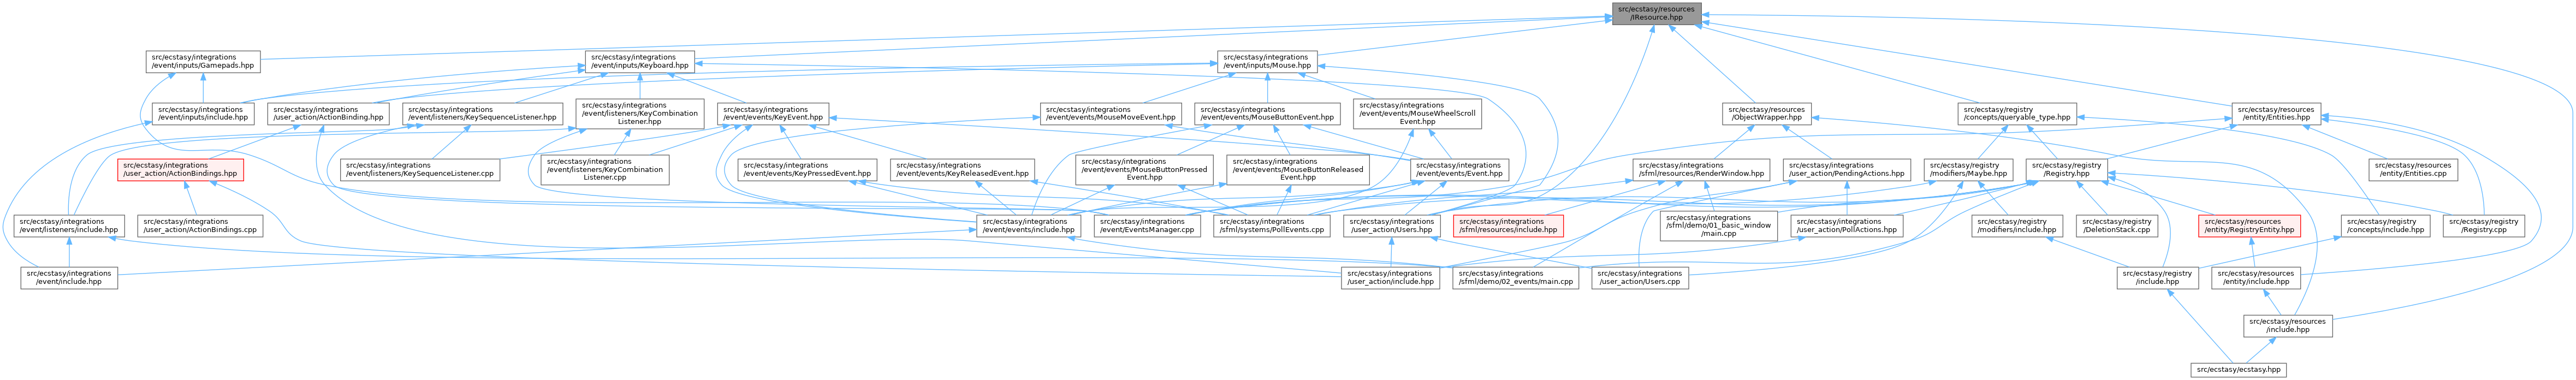 src/ecstasy/resources
/IResource.hpp
src/ecstasy/integrations
/event/inputs/Gamepads.hpp
src/ecstasy/integrations
/event/inputs/Keyboard.hpp
src/ecstasy/integrations
/event/inputs/Mouse.hpp
src/ecstasy/integrations
/event/inputs/include.hpp
src/ecstasy/integrations
/user_action/ActionBinding.hpp
src/ecstasy/integrations
/event/listeners/KeySequenceListener.hpp
src/ecstasy/integrations
/event/listeners/KeyCombination
Listener.hpp
src/ecstasy/integrations
/event/events/KeyEvent.hpp
src/ecstasy/integrations
/event/events/MouseMoveEvent.hpp
src/ecstasy/integrations
/event/events/MouseButtonEvent.hpp
src/ecstasy/integrations
/event/events/MouseWheelScroll
Event.hpp
src/ecstasy/resources
/ObjectWrapper.hpp
src/ecstasy/registry
/concepts/queryable_type.hpp
src/ecstasy/resources
/entity/Entities.hpp
src/ecstasy/integrations
/user_action/ActionBindings.hpp
src/ecstasy/integrations
/event/listeners/KeySequenceListener.cpp
src/ecstasy/integrations
/event/listeners/KeyCombination
Listener.cpp
src/ecstasy/integrations
/event/events/KeyPressedEvent.hpp
src/ecstasy/integrations
/event/events/KeyReleasedEvent.hpp
src/ecstasy/integrations
/event/events/MouseButtonPressed
Event.hpp
src/ecstasy/integrations
/event/events/MouseButtonReleased
Event.hpp
src/ecstasy/integrations
/event/events/Event.hpp
src/ecstasy/integrations
/sfml/resources/RenderWindow.hpp
src/ecstasy/integrations
/user_action/PendingActions.hpp
src/ecstasy/registry
/modifiers/Maybe.hpp
src/ecstasy/registry
/Registry.hpp
src/ecstasy/resources
/entity/Entities.cpp
src/ecstasy/integrations
/event/listeners/include.hpp
src/ecstasy/integrations
/user_action/ActionBindings.cpp
src/ecstasy/integrations
/event/events/include.hpp
src/ecstasy/integrations
/event/EventsManager.cpp
src/ecstasy/integrations
/sfml/systems/PollEvents.cpp
src/ecstasy/integrations
/user_action/Users.hpp
src/ecstasy/integrations
/sfml/resources/include.hpp
src/ecstasy/integrations
/sfml/demo/01_basic_window
/main.cpp
src/ecstasy/integrations
/user_action/PollActions.hpp
src/ecstasy/registry
/modifiers/include.hpp
src/ecstasy/registry
/DeletionStack.cpp
src/ecstasy/resources
/entity/RegistryEntity.hpp
src/ecstasy/registry
/concepts/include.hpp
src/ecstasy/registry
/Registry.cpp
src/ecstasy/integrations
/event/include.hpp
src/ecstasy/integrations
/user_action/include.hpp
src/ecstasy/integrations
/sfml/demo/02_events/main.cpp
src/ecstasy/integrations
/user_action/Users.cpp
src/ecstasy/registry
/include.hpp
src/ecstasy/resources
/entity/include.hpp
src/ecstasy/resources
/include.hpp
src/ecstasy/ecstasy.hpp